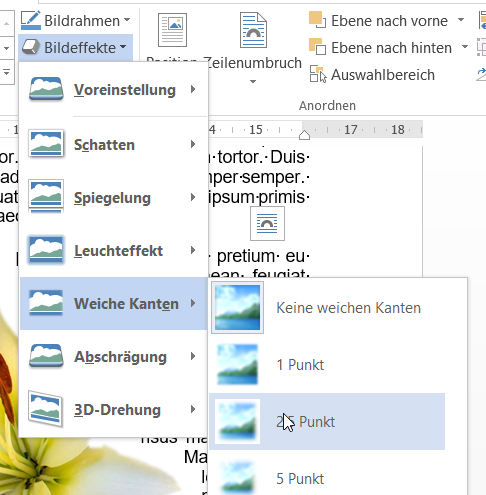 Bildrahmen
Bildeffekte
Zeilenumbruch
Ebene nach vorne
Ebene nach hinten
Auswahlbereich
Anordnen
Voreinstellung
Schatten
Spiegelung
Leuchteffekt
Weiche Kanten
Abschrägung
3D-Drehung
14 15 17 18
tortor. Duis
semper.
ipsum primis
pretium eu
feugiat
Keine weichen Kanten
1 Punkt
Punkt
5 Punkt